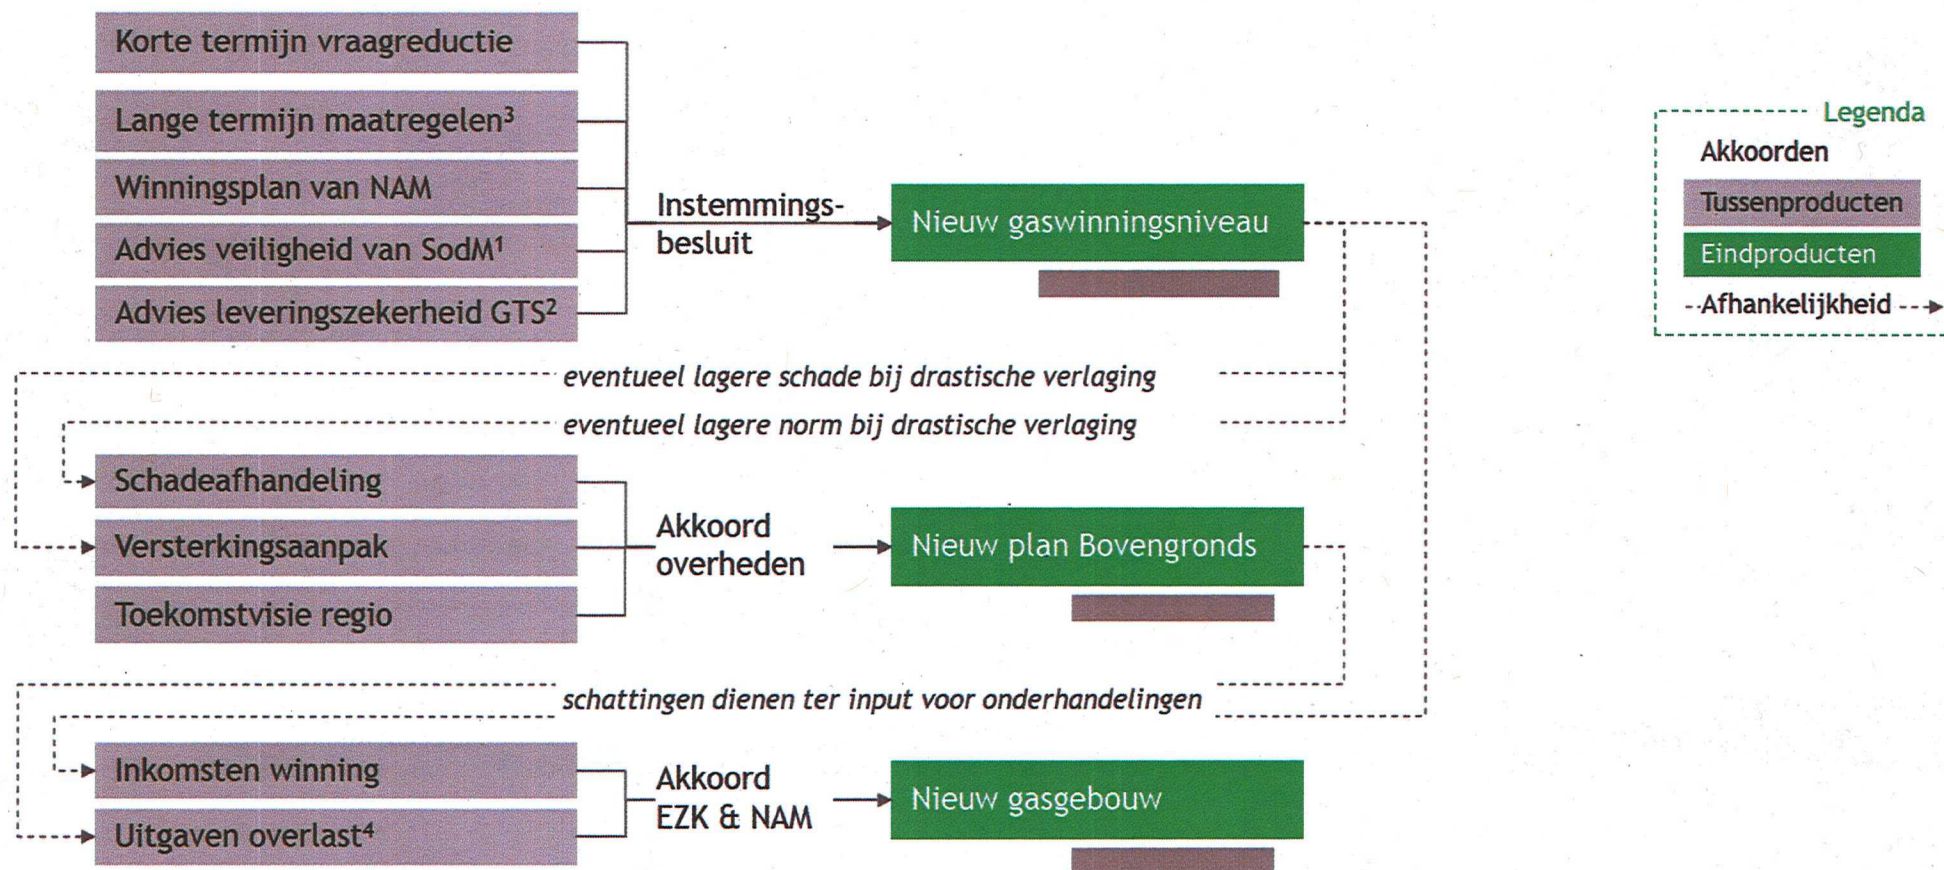 Korte termijn vraagreductie
Lange termijn maatregelen³
Winningsplan van NAM
Advies veiligheid van SodM¹
Advies leveringszekerheid GTS²
Instemmings-
besluit
Nieuw gaswinningsniveau
Legenda
Akkoorden
Tussenproducten
Eindproducten
Afhankelijkheid
eventueel lagere schade bij drastische verlaging
eventueel lagere norm bij drastische verlaging
Schadeafhandeling
Versterkingsaanpak
Toekomstvisie regio
Akkoord
overheden
Nieuw plan Bovengronds
schattingen dienen ter input voor onderhandelingen
Inkomsten winning
Uitgaven overlast⁴
Akkoord
EZK & NAM
Nieuw gasgebouw